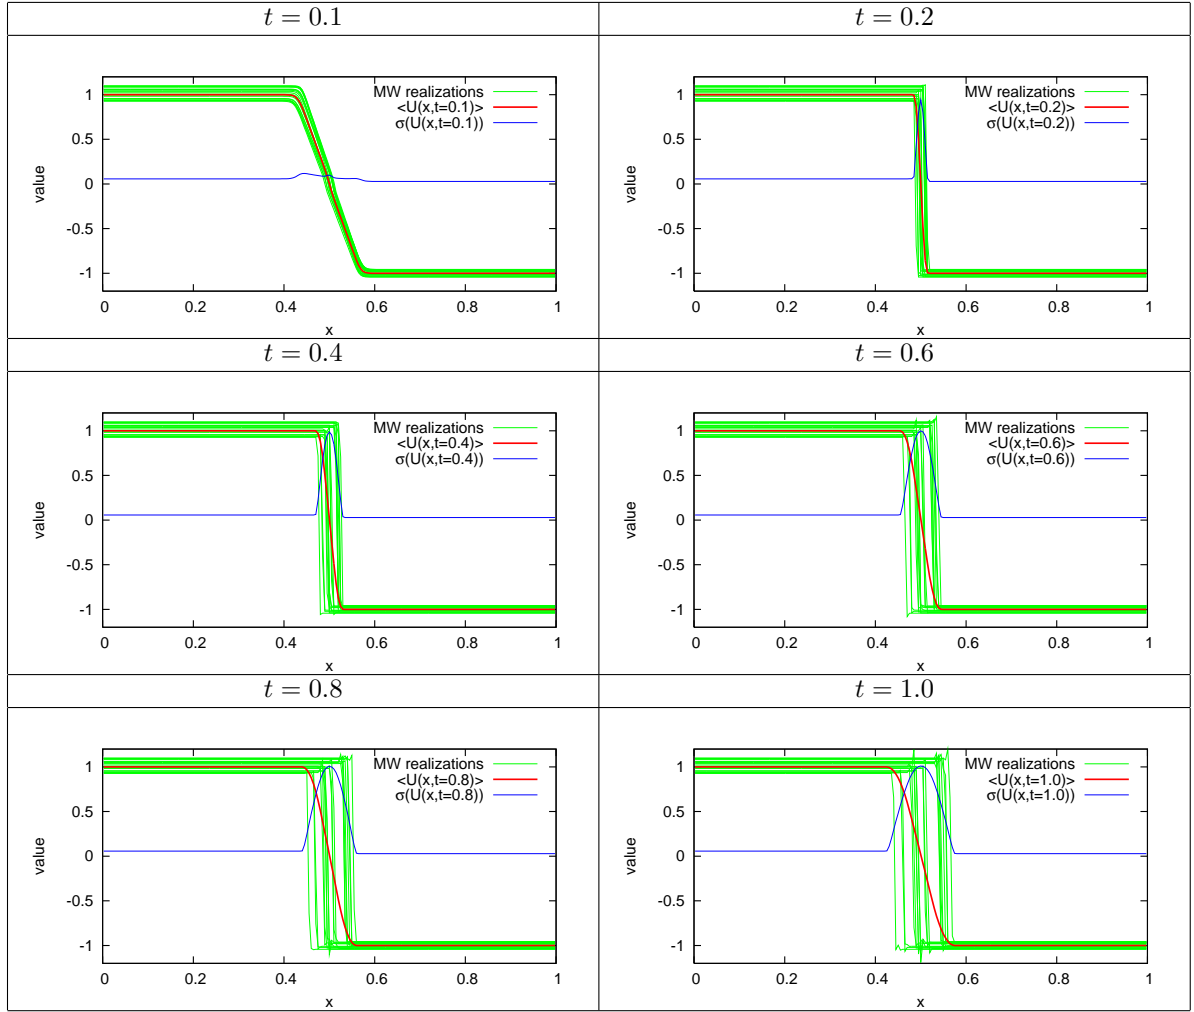 t = 0.1
t = 0.2
MW realizations
<U(x,t=0.1)>
σ(U(x,t=0.1))
1
0.5
0
-0.5
-1
value
0 0.2 0.4 0.6 0.8 1
x
MW realizations
<U(x,t=0.2)>
σ(U(x,t=0.2))
1
0.5
0
-0.5
-1
value
0 0.2 0.4 0.6 0.8 1
x
t = 0.4
t = 0.6
MW realizations
<U(x,t=0.4)>
σ(U(x,t=0.4))
1
0.5
0
-0.5
-1
value
0 0.2 0.4 0.6 0.8 1
x
MW realizations
<U(x,t=0.6)>
σ(U(x,t=0.6))
1
0.5
0
-0.5
-1
value
0 0.2 0.4 0.6 0.8 1
x
t = 0.8
t = 1.0
MW realizations
<U(x,t=0.8)>
σ(U(x,t=0.8))
1
0.5
0
-0.5
-1
value
0 0.2 0.4 0.6 0.8 1
x
MW realizations
<U(x,t=1.0)>
σ(U(x,t=1.0))
1
0.5
0
-0.5
-1
value
0 0.2 0.4 0.6 0.8 1
x